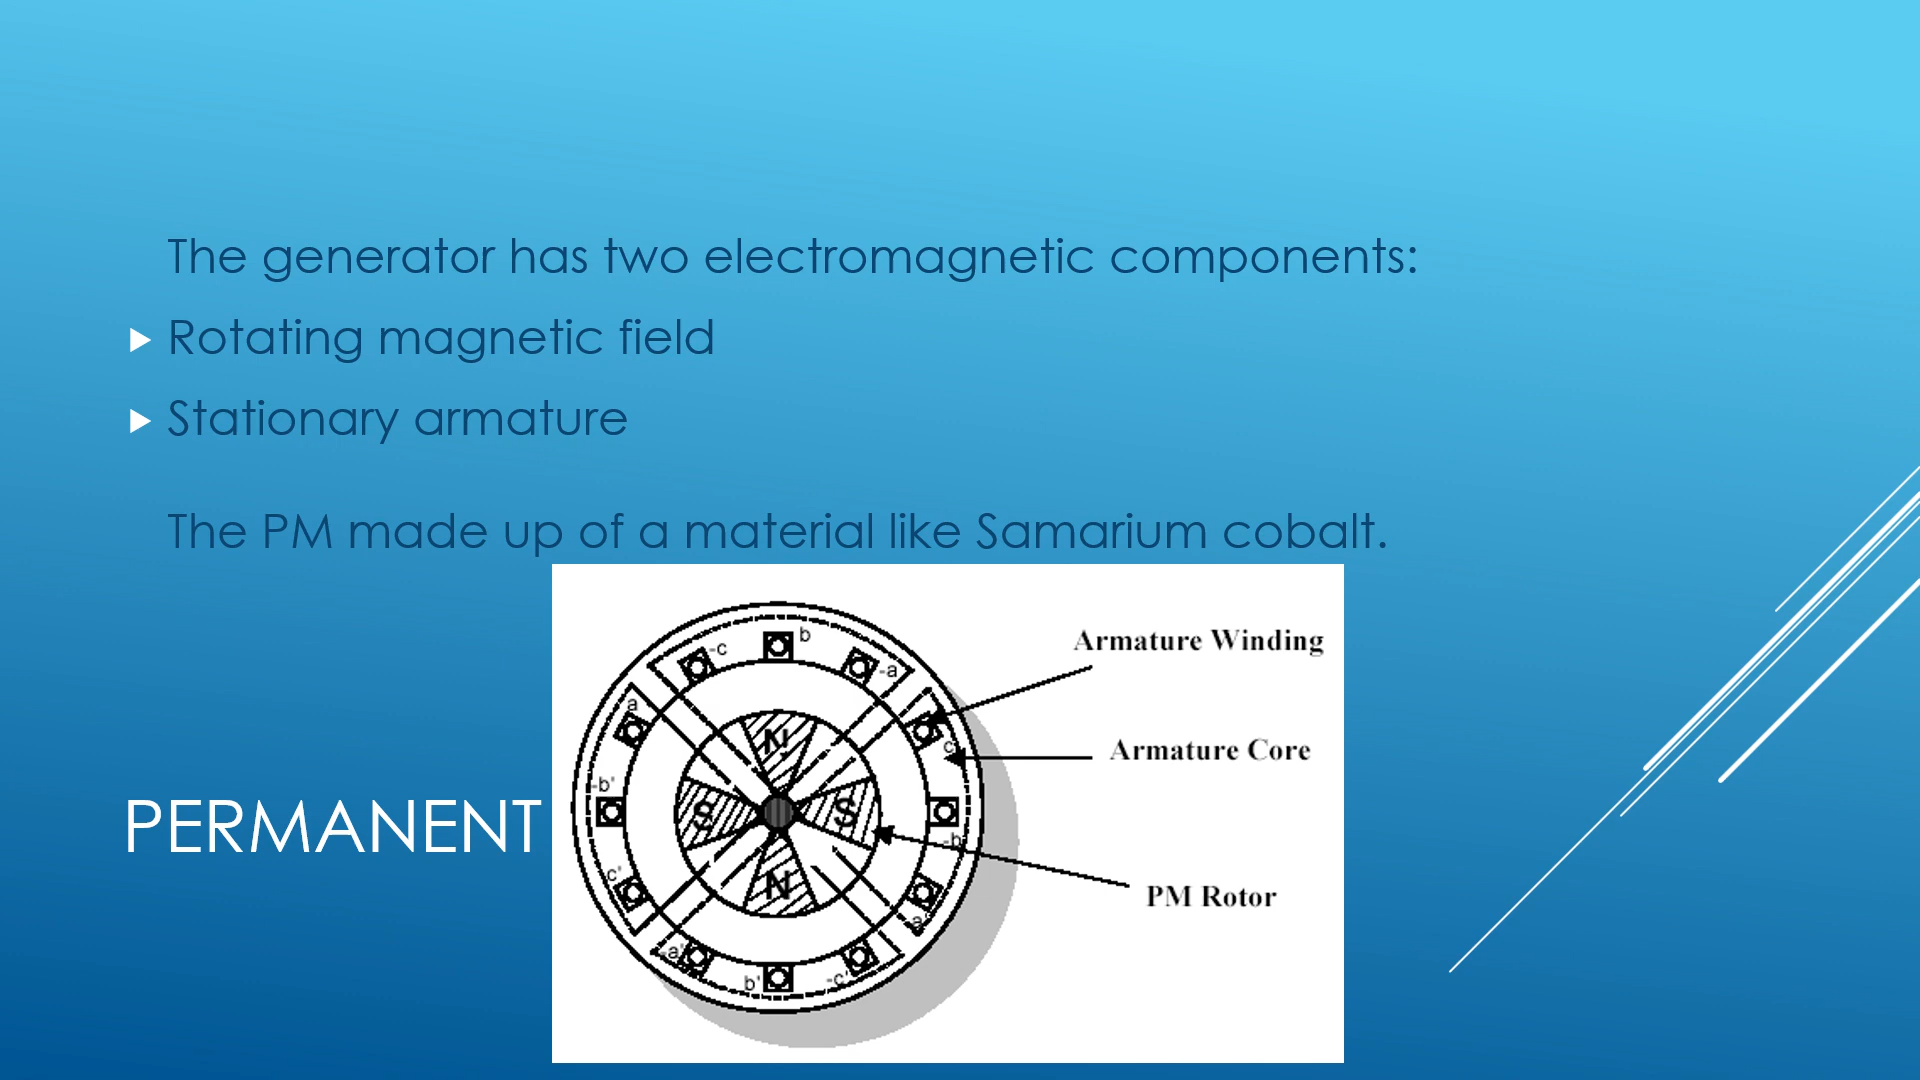 The generator has two electromagnetic components:
Rotating magnetic field
Stationary armature
The PM made up of a material like Samarium cobalt.
PERMANENT
Armature Winding
Armature Core
PM Rotor
b
-c
-a
a
c
-b'
-b
c'
a'
-a'
b'
-c'
N
S
S
N